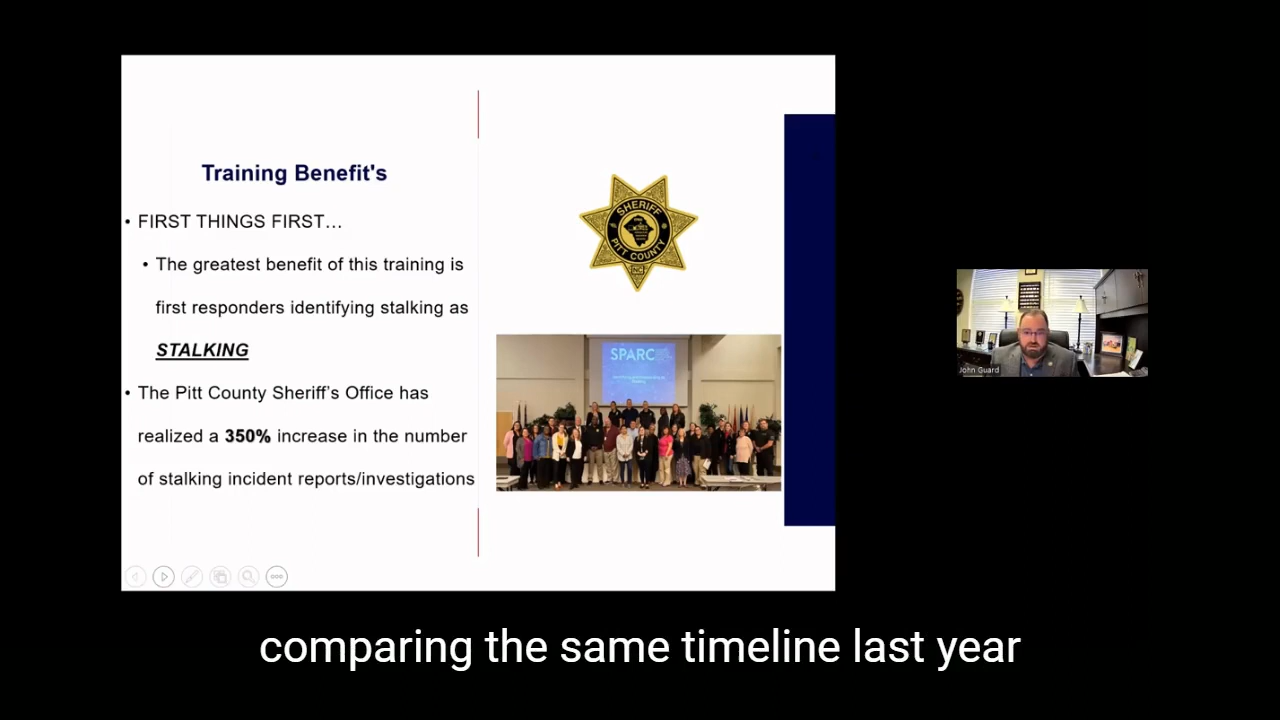 Training Benefit's
• FIRST THINGS FIRST…
• The greatest benefit of this training is
first responders identifying stalking as
STALKING
• The Pitt County Sheriff's Office has
realized a 350% increase in the number
of stalking incident reports/investigations
SHERIFF
PITT COUNTY
NC
SPARC
John Guard
comparing the same timeline last year